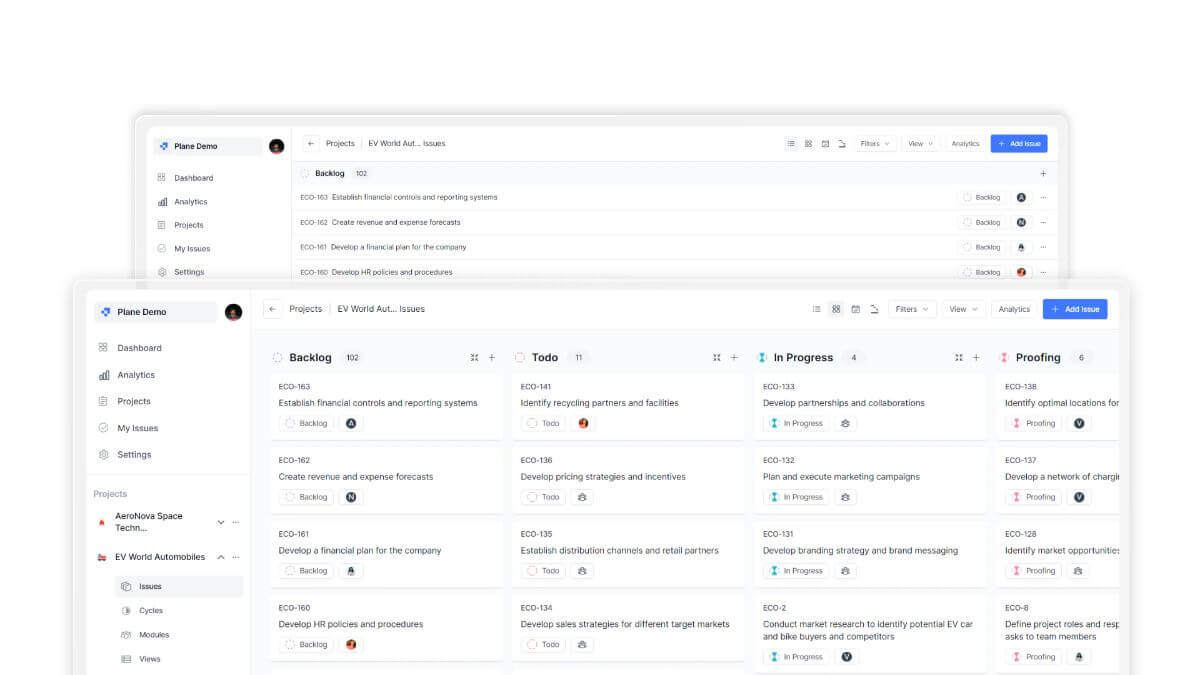 Plane Demo
Dashboard
Analytics
Projects
My Issues
Settings
Projects EV World Aut... Issues
Filters View Analytics + Add Issue
Backlog 102
ECO-163 Establish financial controls and reporting systems Backlog A
ECO-162 Create revenue and expense forecasts Backlog N
ECO-161 Develop a financial plan for the company Backlog
ECO-160 Develop HR policies and procedures Backlog
Plane Demo
Dashboard
Analytics
Projects
My Issues
Settings
Projects
AeroNova Space
Techn...
EV World Automobiles
Issues
Cycles
Modules
Views
Projects EV World Aut... Issues
Filters View Analytics + Add Issue
Backlog 102
ECO-163
Establish financial controls and reporting systems
Backlog A
ECO-162
Create revenue and expense forecasts
Backlog N
ECO-161
Develop a financial plan for the company
Backlog
ECO-160
Develop HR policies and procedures
Backlog
Todo 11
ECO-141
Identify recycling partners and facilities
Todo
ECO-136
Develop pricing strategies and incentives
Todo
ECO-135
Establish distribution channels and retail partners
Todo
ECO-134
Develop sales strategies for different target markets
Todo
In Progress 4
ECO-133
Develop partnerships and collaborations
In Progress
ECO-132
Plan and execute marketing campaigns
In Progress
ECO-131
Develop branding strategy and brand messaging
In Progress
ECO-2
Conduct market research to identify potential EV car
and bike buyers and competitors
In Progress V
Proofing 6
ECO-138
Identify optimal locations for
Proofing V
ECO-137
Develop a network of chargi
Proofing V
ECO-128
Identify market opportunities
Proofing
ECO-8
Define project roles and resp
asks to team members
Proofing